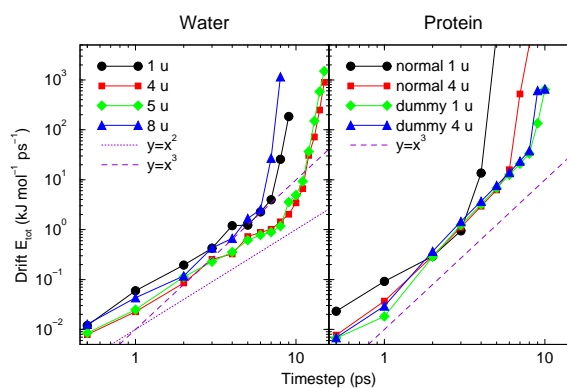 Water
Protein
Drift E_tot (kJ mol⁻¹ ps⁻¹)
10³
10²
10¹
10⁰
10⁻¹
10⁻²
1 u
4 u
5 u
8 u
y=x²
y=x³
normal 1 u
normal 4 u
dummy 1 u
dummy 4 u
y=x³
1
10
1
10
Timestep (ps)
Timestep (ps)